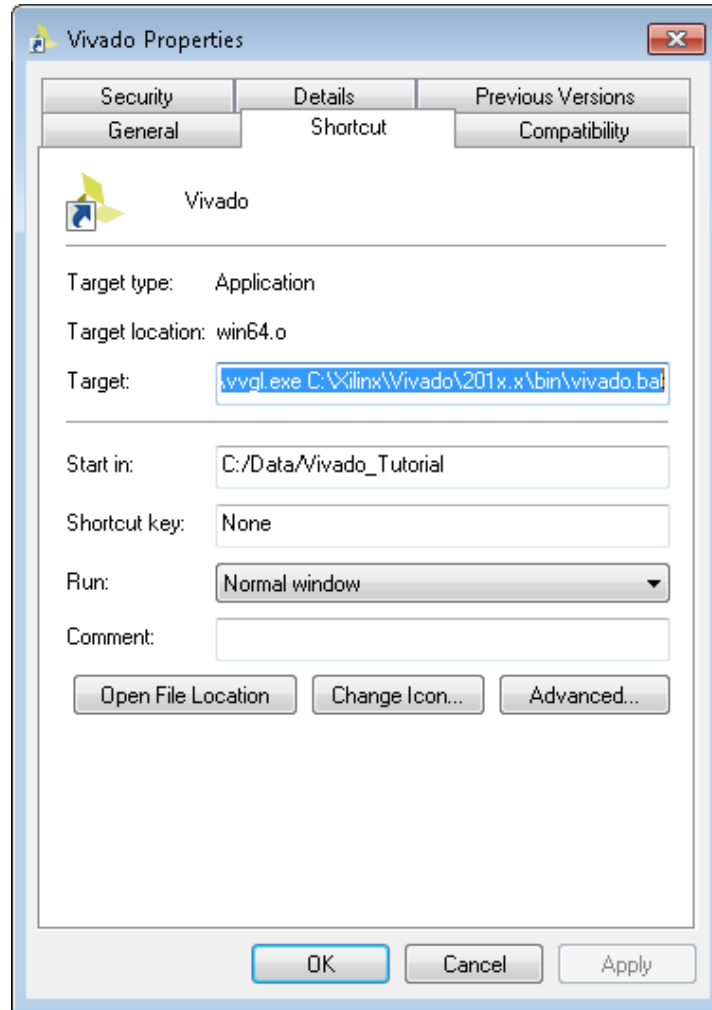 Vivado Properties
Security Details Previous Versions
General Shortcut Compatibility
Vivado
Target type: Application
Target location: win64.o
Target: \vvgl.exe C:\Xilinx\Vivado\201x.x\bin\vivado.bat
Start in: C:/Data/Vivado_Tutorial
Shortcut key: None
Run: Normal window
Comment:
Open File Location Change Icon... Advanced...
OK Cancel Apply